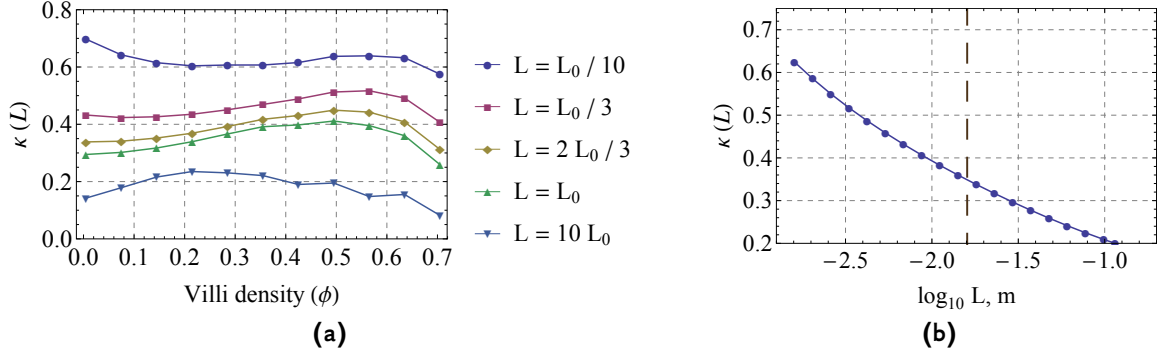 0.8
0.6
0.4
0.2
0.0
κ (L)
0.0 0.1 0.2 0.3 0.4 0.5 0.6 0.7
Villi density (ϕ)
L = L₀ / 10
L = L₀ / 3
L = 2 L₀ / 3
L = L₀
L = 10 L₀
(a)
0.7
0.6
0.5
0.4
0.3
0.2
κ (L)
−2.5 −2.0 −1.5 −1.0
log₁₀ L, m
(b)